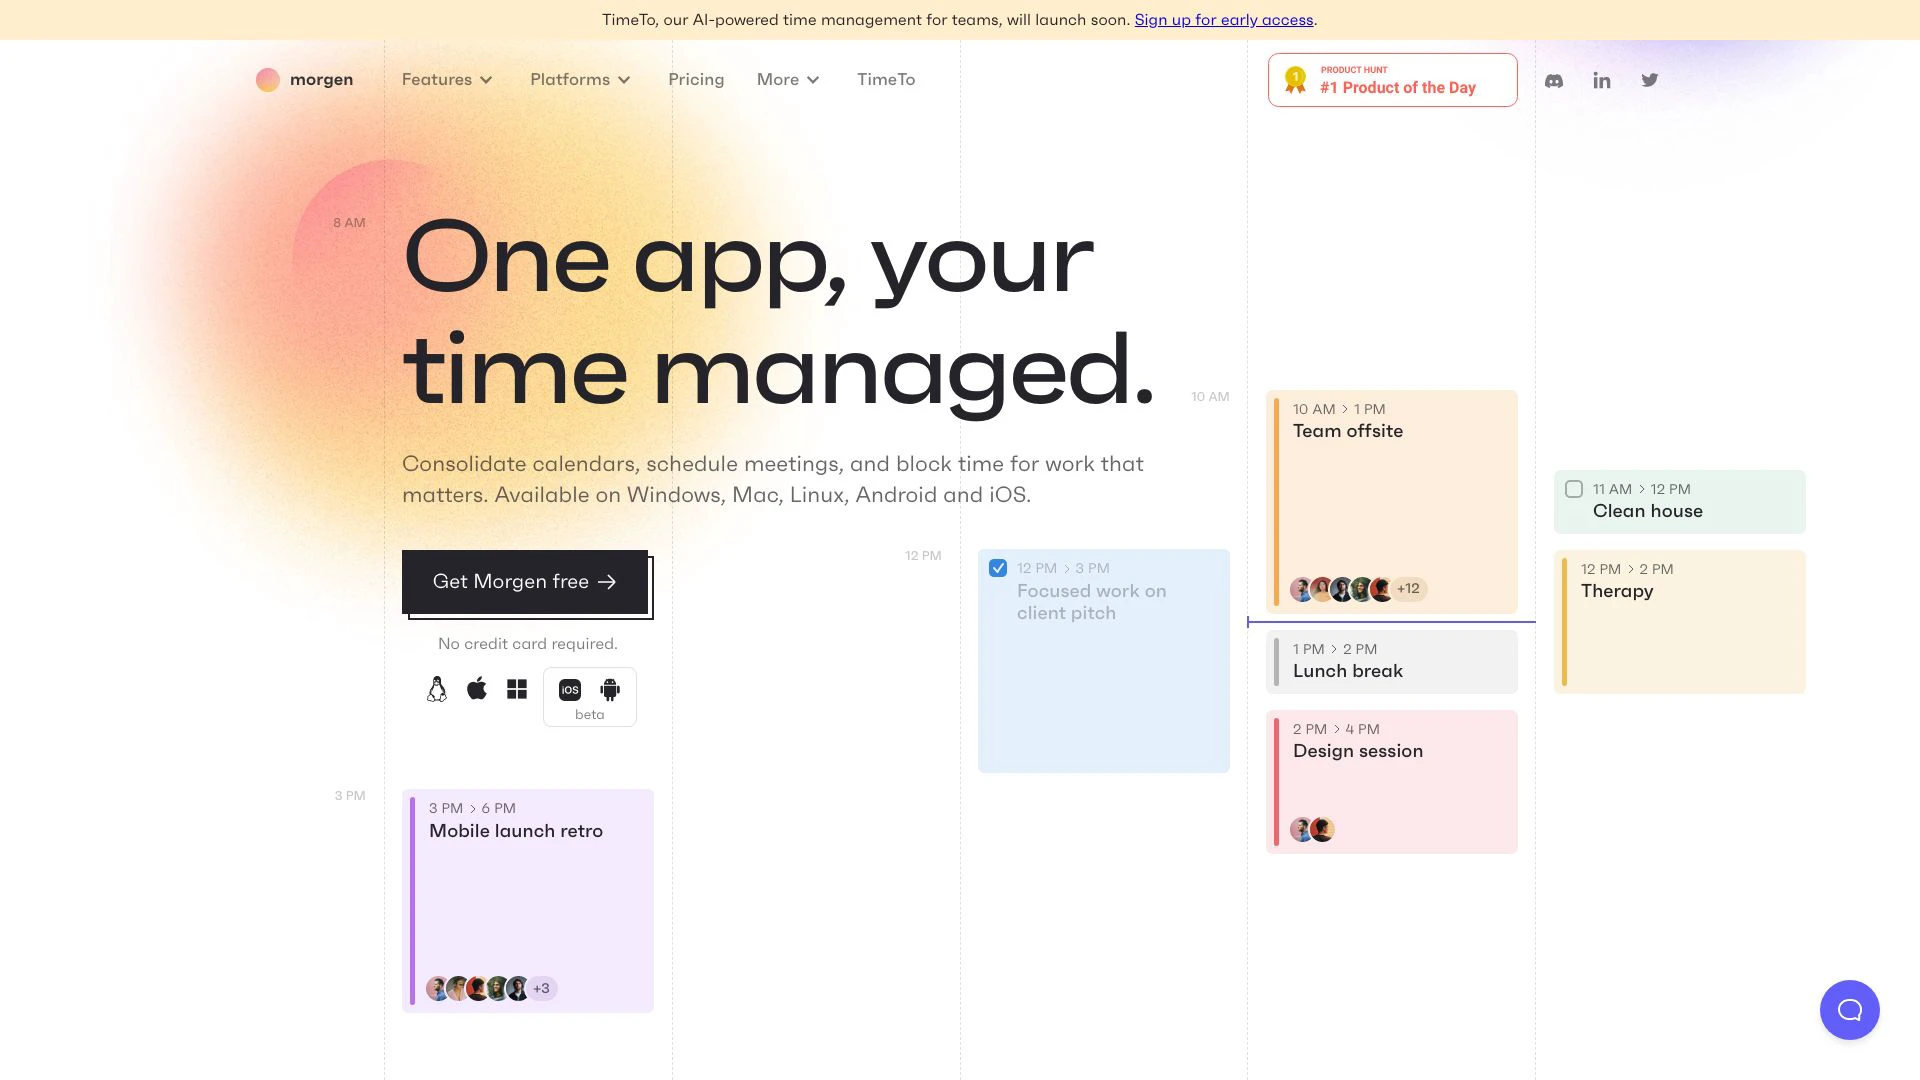 TimeTo, our AI-powered time management for teams, will launch soon. Sign up for early access.
morgen
Features
Platforms
Pricing
More
TimeTo
1
PRODUCT HUNT
#1 Product of the Day
8 AM
One app, your
time managed.
Consolidate calendars, schedule meetings, and block time for work that
matters. Available on Windows, Mac, Linux, Android and iOS.
Get Morgen free →
No credit card required.
iOS
beta
3 PM
3 PM > 6 PM
Mobile launch retro
+3
12 PM
12 PM > 3 PM
Focused work on
client pitch
10 AM
10 AM > 1 PM
Team offsite
+12
1 PM > 2 PM
Lunch break
2 PM > 4 PM
Design session
11 AM > 12 PM
Clean house
12 PM > 2 PM
Therapy